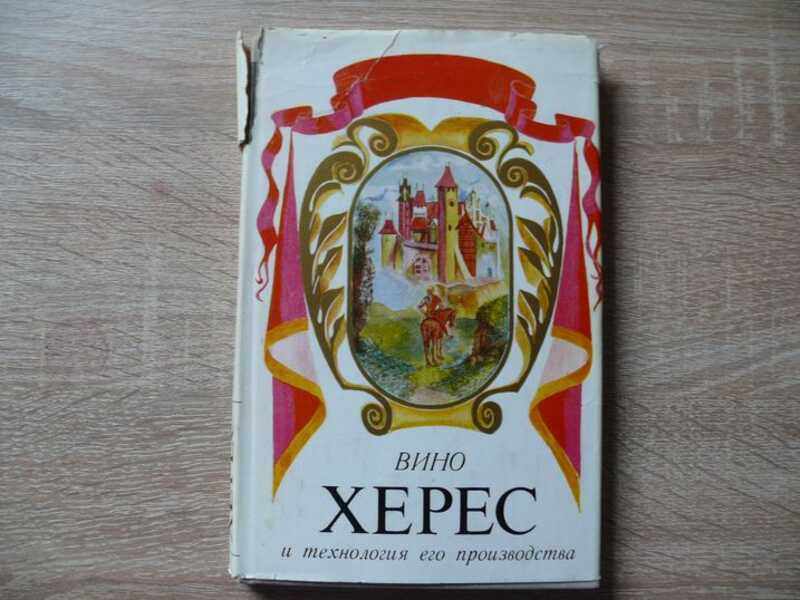 ВИНО
ХЕРЕС
и технология его производства